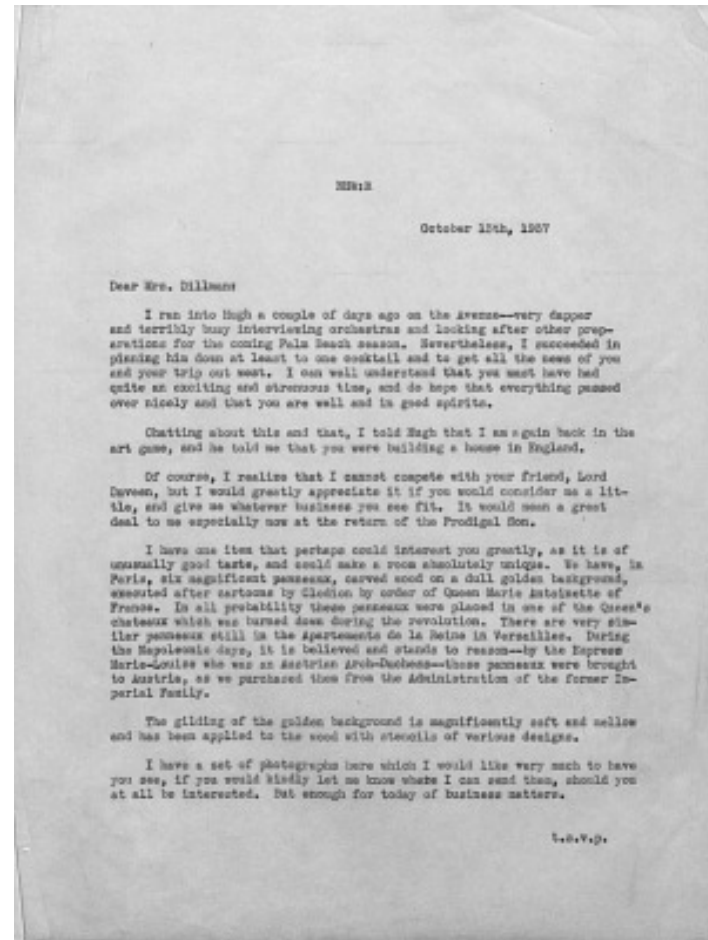 October 13th, 1937
Dear Mrs. Dillman:
I ran into Hugh a couple of days ago on the Avenue--very dapper
and terribly busy interviewing orchestras and looking after other prep-
arations for the coming Palm Beach season. Nevertheless, I succeeded in
pinning him down at least to one cocktail and to get all the news of you
and your trip out west. I can well understand that you must have had
quite an exciting and strenuous time, and do hope that everything passed
over nicely and that you are well and in good spirits.
Chatting about this and that, I told Hugh that I am again back in the
art game, and he told me that you were building a house in England.
Of course, I realize that I cannot compete with your friend, Lord
Duveen, but I would greatly appreciate it if you would consider me a lit-
tle, and give me whatever business you see fit. It would mean a great
deal to me especially now at the return of the Prodigal Son.
I have one item that perhaps could interest you greatly, as it is of
unusually good taste, and could make a room absolutely unique. We have, in
Paris, six magnificent panneaux, carved wood on a dull golden background,
executed after cartoons by Clodion by order of Queen Marie Antoinette of
France. In all probability these panneaux were placed in one of the Queen's
chateaux which was burned down during the revolution. There are very sim-
ilar panneaux still in the Apartements de la Reine in Versailles. During
the Napoleonic days, it is believed and stands to reason--by the Empress
Marie-Louise who was an Austrian Arch-Duchess--these panneaux were brought
to Austria, as we purchased them from the Administration of the former Im-
perial Family.
The gilding of the golden background is magnificently soft and mellow
and has been applied to the wood with stencils of various designs.
I have a set of photographs here which I would like very much to have
you see, if you would kindly let me know where I can send them, should you
at all be interested. But enough for today of business matters.
t.s.v.p.